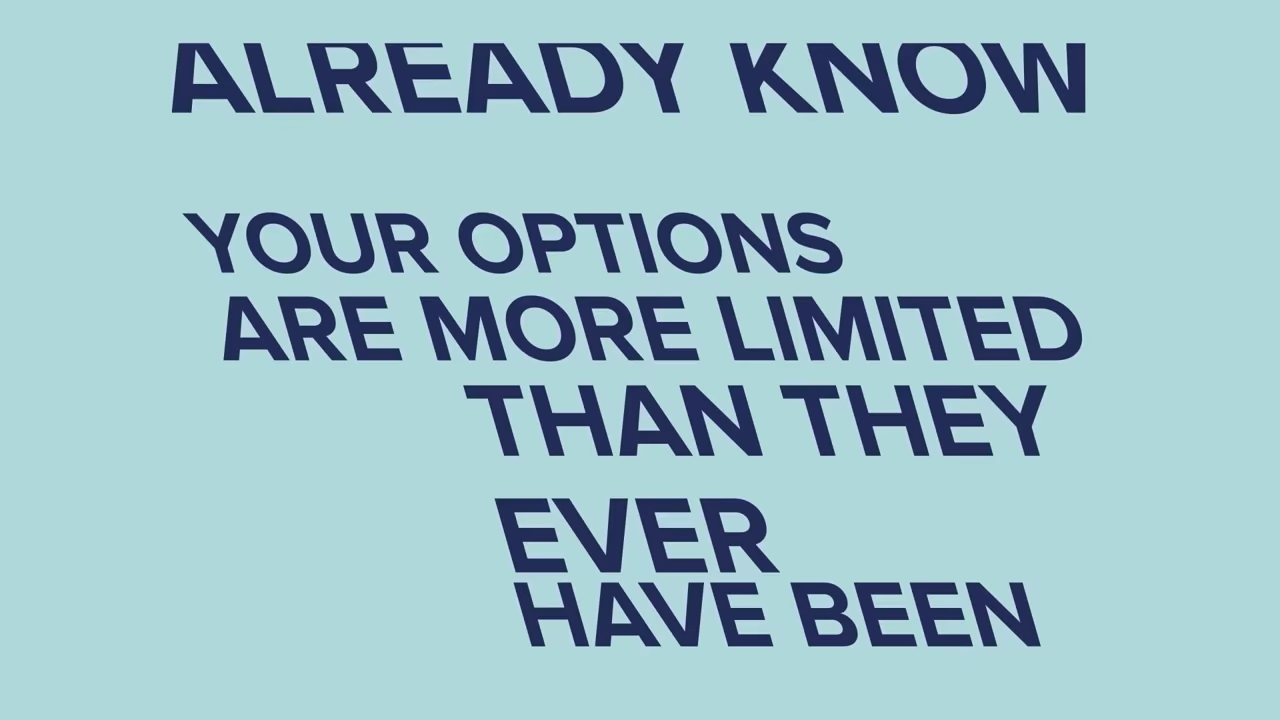 ALREADY KNOW
YOUR OPTIONS
ARE MORE LIMITED
THAN THEY
EVER
HAVE BEEN